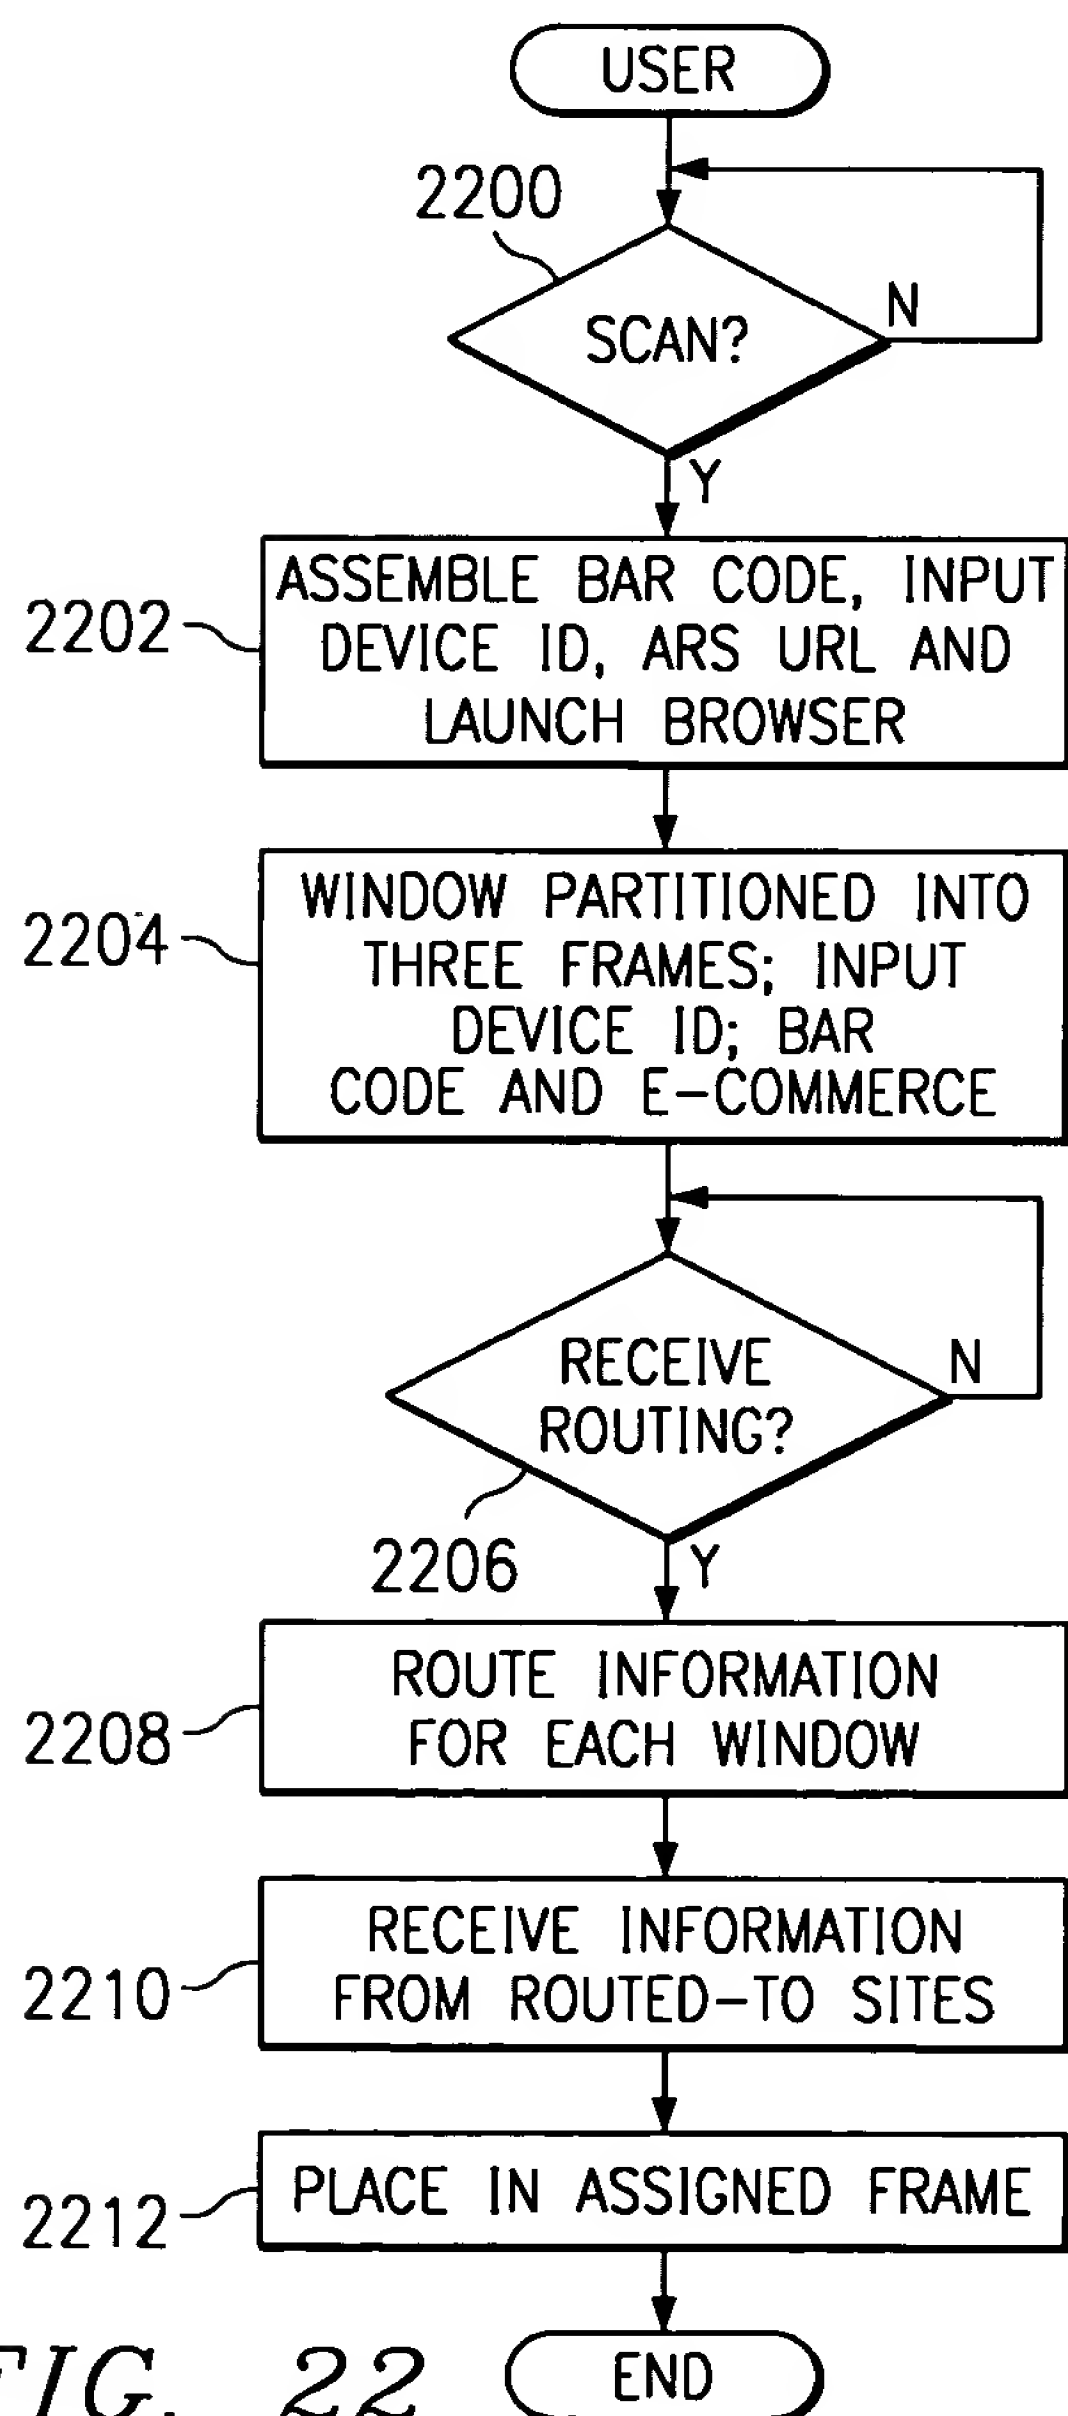 USER
2200
SCAN?
N
Y
2202
ASSEMBLE BAR CODE, INPUT
DEVICE ID, ARS URL AND
LAUNCH BROWSER
2204
WINDOW PARTITIONED INTO
THREE FRAMES; INPUT
DEVICE ID; BAR
CODE AND E-COMMERCE
RECEIVE
ROUTING?
N
2206
Y
2208
ROUTE INFORMATION
FOR EACH WINDOW
2210
RECEIVE INFORMATION
FROM ROUTED-TO SITES
2212
PLACE IN ASSIGNED FRAME
FIG. 22
END